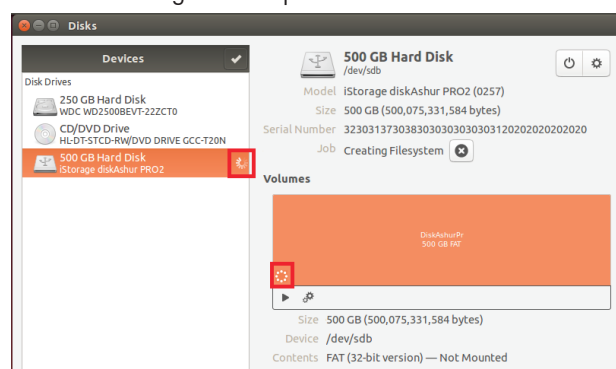 Disks
Devices
Disk Drives
250 GB Hard Disk
WDC WD2500BEVT-22ZCT0
CD/DVD Drive
HL-DT-STCD-RW/DVD DRIVE GCC-T20N
500 GB Hard Disk
iStorage diskAshur PRO2
500 GB Hard Disk
/dev/sdb
Model iStorage diskAshur PRO2 (0257)
Size 500 GB (500,075,331,584 bytes)
Serial Number
Job Creating Filesystem
Volumes
DiskAshurPr
500 GB FAT
Size 500 GB (500,075,331,584 bytes)
Device /dev/sdb
Contents FAT (32-bit version) — Not Mounted